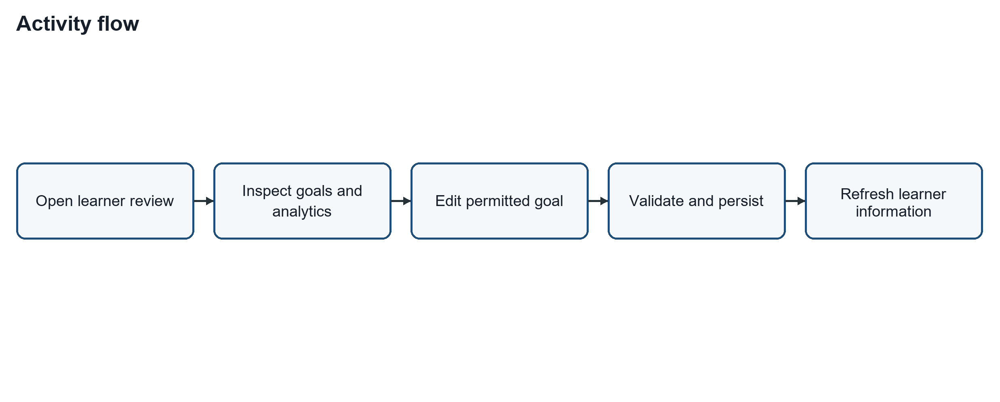 Activity flow
Open learner review
Inspect goals and
analytics
Edit permitted goal
Validate and persist
Refresh learner
information